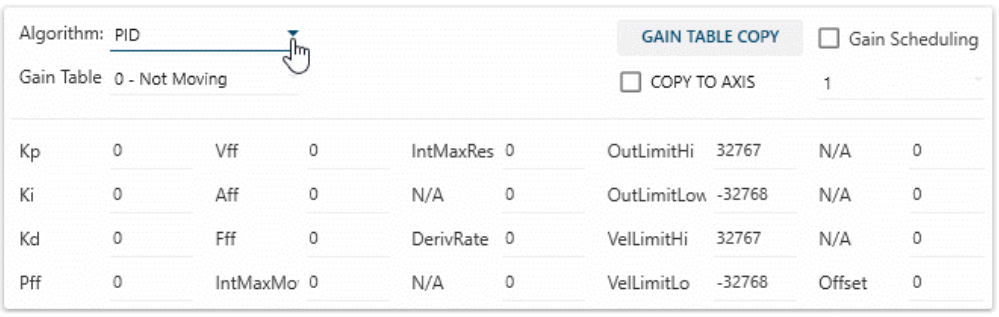 Algorithm: PID GAIN TABLE COPY Gain Scheduling
Gain Table 0 - Not Moving COPY TO AXIS 1
Kp 0 Vff 0 IntMaxRes 0 OutLimitHi 32767 N/A 0
Ki 0 Aff 0 N/A 0 OutLimitLow -32768 N/A 0
Kd 0 Fff 0 DerivRate 0 VelLimitHi 32767 N/A 0
Pff 0 IntMaxMo 0 N/A 0 VelLimitLo -32768 Offset 0